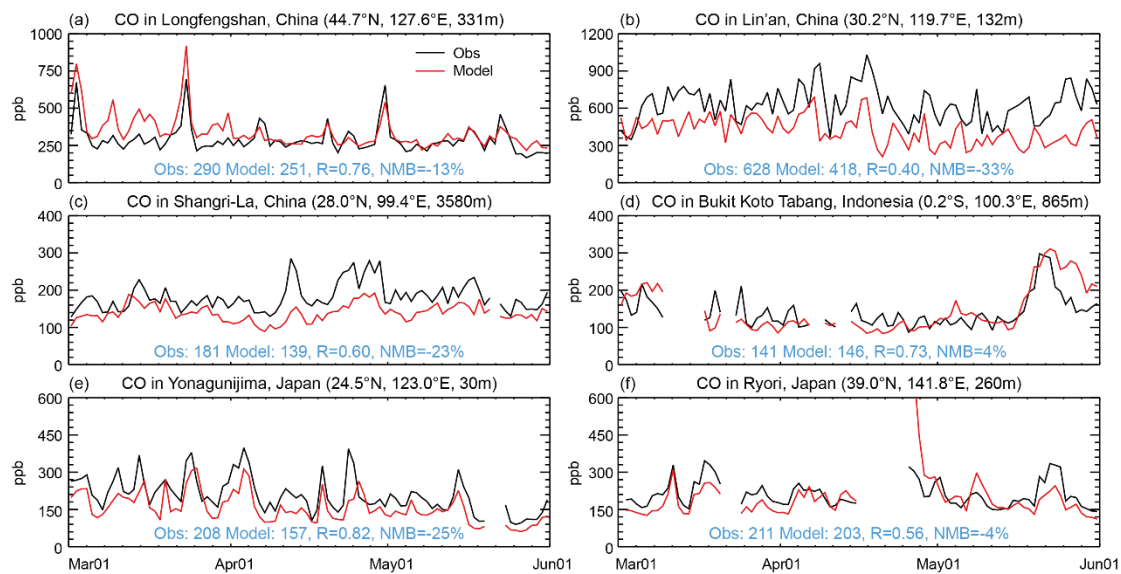 (a) CO in Longfengshan, China (44.7°N, 127.6°E, 331m)
1000
750
500
250
0
ppb
Obs
Model
Obs: 290 Model: 251, R=0.76, NMB=-13%
(b) CO in Lin'an, China (30.2°N, 119.7°E, 132m)
1200
900
600
300
0
ppb
Obs: 628 Model: 418, R=0.40, NMB=-33%
(c) CO in Shangri-La, China (28.0°N, 99.4°E, 3580m)
400
300
200
100
0
ppb
Obs: 181 Model: 139, R=0.60, NMB=-23%
(d) CO in Bukit Koto Tabang, Indonesia (0.2°S, 100.3°E, 865m)
400
300
200
100
0
ppb
Obs: 141 Model: 146, R=0.73, NMB=4%
(e) CO in Yonagunijima, Japan (24.5°N, 123.0°E, 30m)
600
450
300
150
0
ppb
Obs: 208 Model: 157, R=0.82, NMB=-25%
Mar01 Apr01 May01 Jun01
(f) CO in Ryori, Japan (39.0°N, 141.8°E, 260m)
600
450
300
150
0
ppb
Obs: 211 Model: 203, R=0.56, NMB=-4%
Mar01 Apr01 May01 Jun01